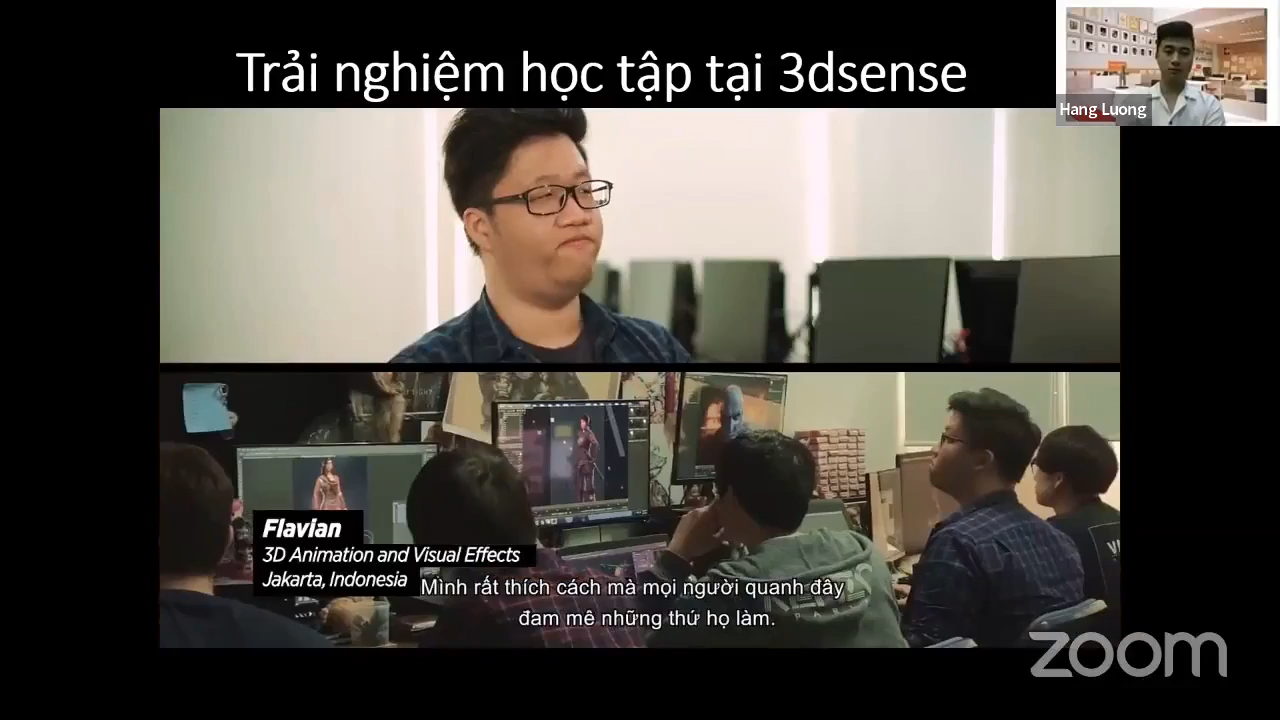 Trải nghiệm học tập tại 3dsense
Hang Luong
Flavian
3D Animation and Visual Effects
Jakarta, Indonesia
Mình rất thích cách mà mọi người quanh đây
đam mê những thứ họ làm.
zoom